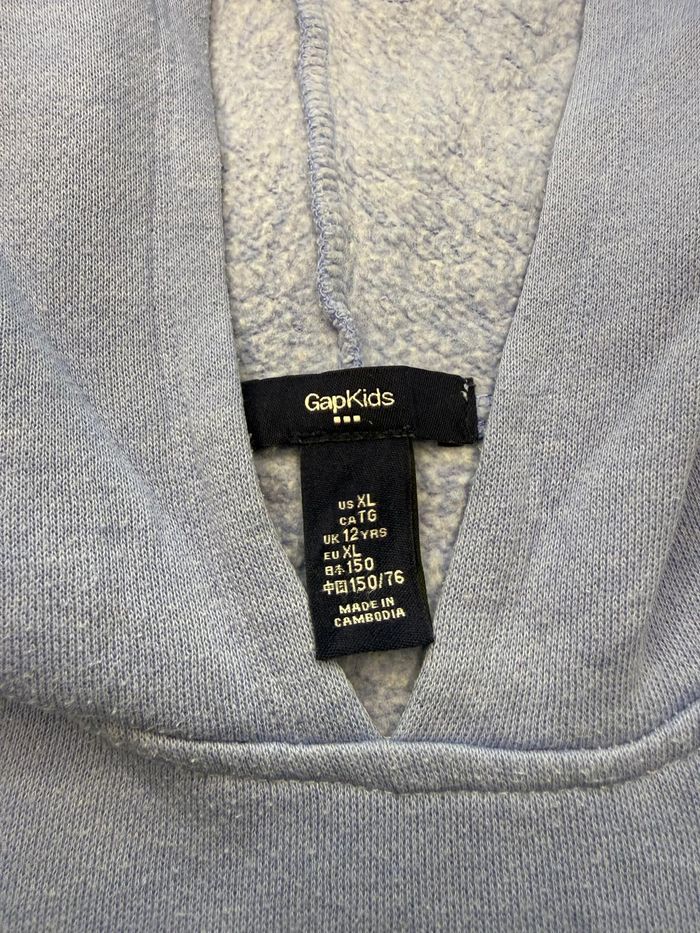 GapKids
US XL
CA TG
UK 12 YRS
EU XL
日本 150
中国 150/76
MADE IN
CAMBODIA